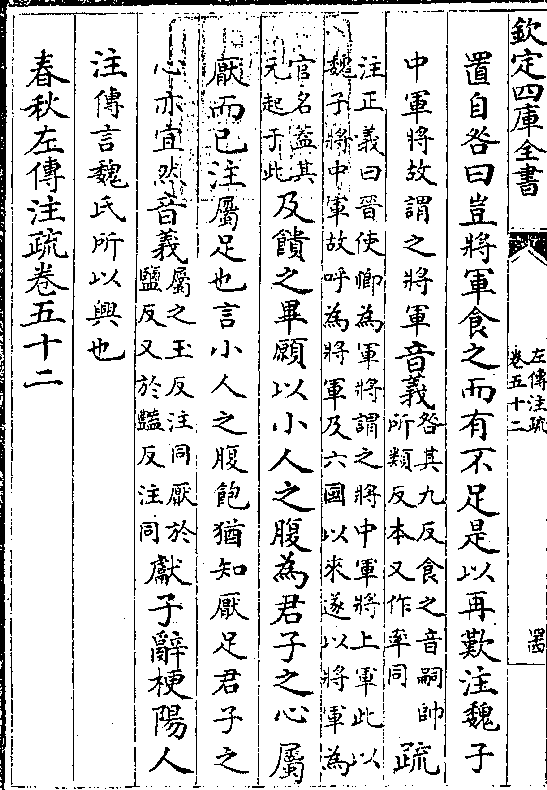 欽定四庫全書
左傳注疏
卷五十二
置自咎曰豈將軍食之而有不足是以再歎注魏子
中軍將故謂之將軍音義咎其九反食之音嗣帥
所類反本又作率同疏
注正義曰晉使卿為軍將謂之將中軍將上軍此以
魏子將中軍故呼為將軍及六國以來遂以將軍為
官名蓋其
元起于此及饋之畢願以小人之腹為君子之心屬
厭而已注屬足也言小人之腹飽猶知厭足君子之
心亦宜然音義屬之玉反注同厭於
鹽反又於豔反注同獻子辭梗陽人
注傳言魏氏所以興也
春秋左傳注疏卷五十二